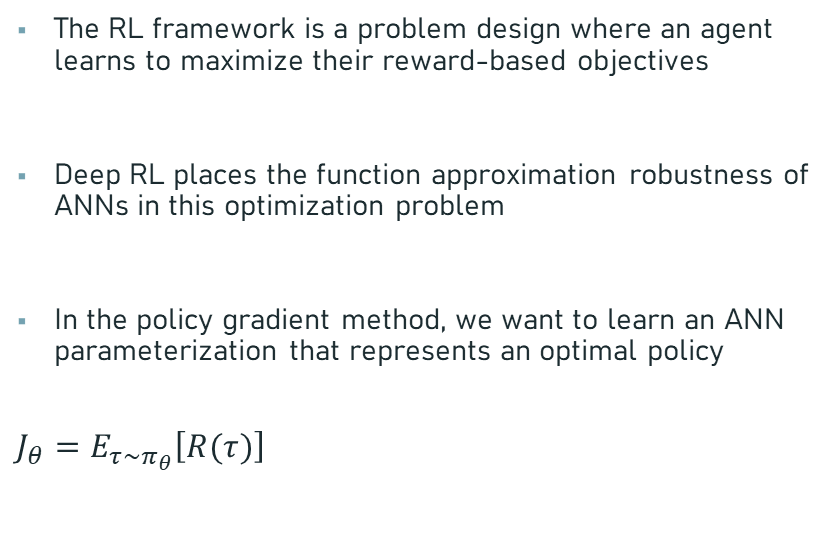 ▪ The RL framework is a problem design where an agent
learns to maximize their reward-based objectives
▪ Deep RL places the function approximation robustness of
ANNs in this optimization problem
▪ In the policy gradient method, we want to learn an ANN
parameterization that represents an optimal policy
J_θ = E_{τ~π_θ}[R(τ)]